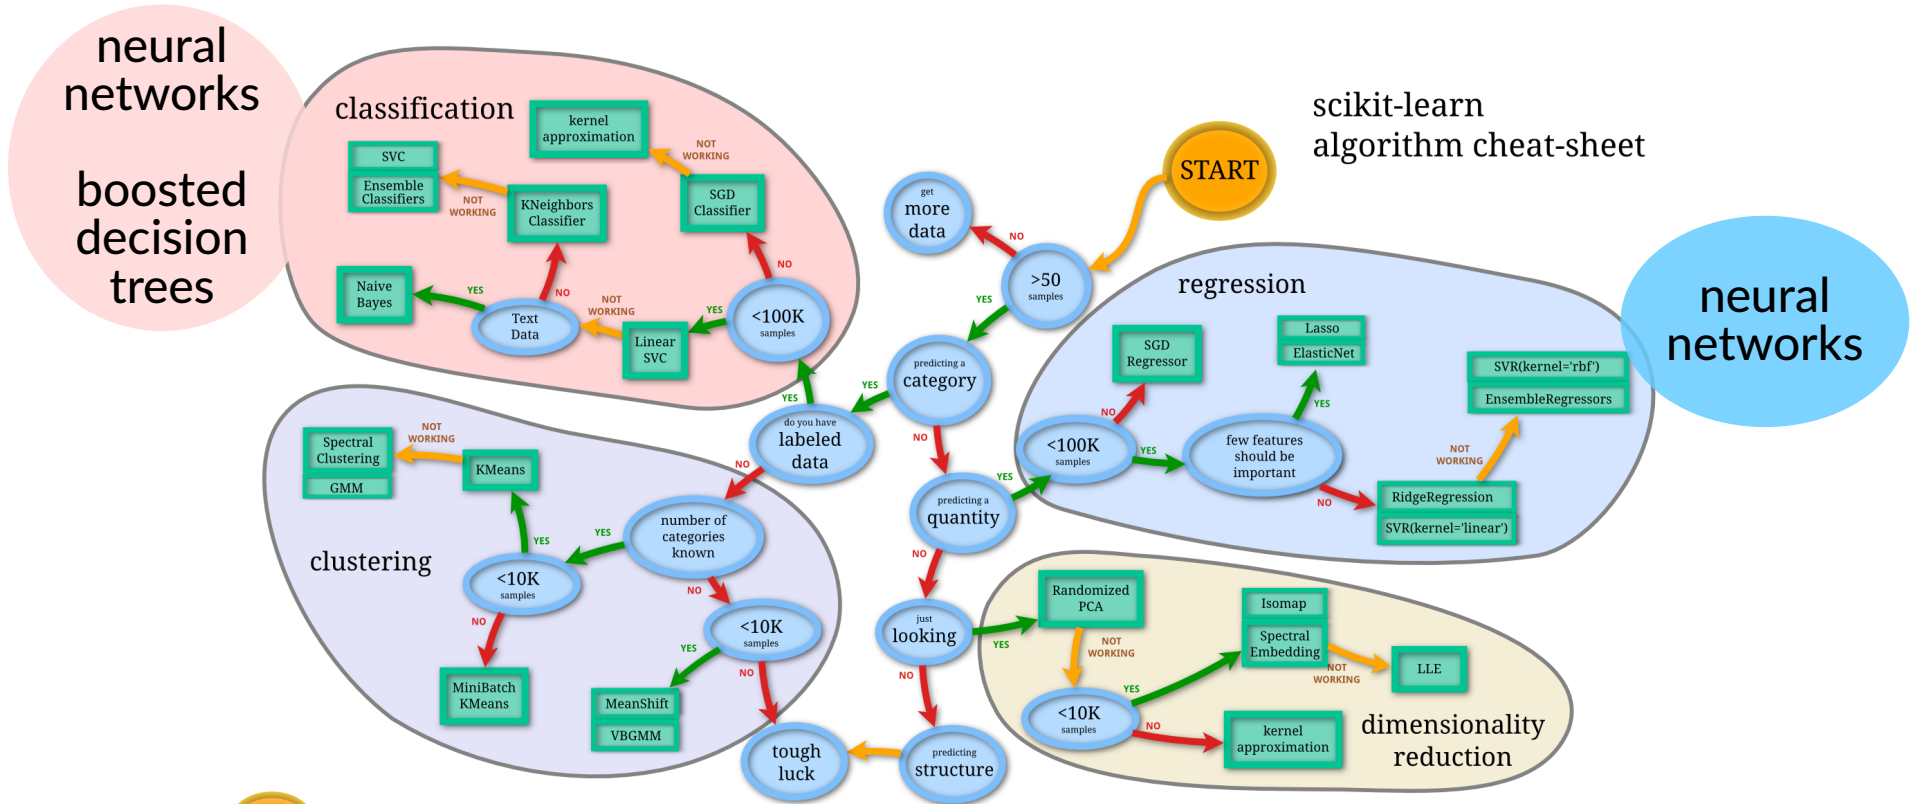 neural
networks
boosted
decision
trees
classification
kernel
approximation
NOT
WORKING
SVC
Ensemble
Classifiers
NOT
WORKING
KNeighbors
Classifier
SGD
Classifier
NO
Naive
Bayes
YES
NO
Text
Data
NOT
WORKING
Linear
SVC
YES
<100K
samples
YES
scikit-learn
algorithm cheat-sheet
START
get
more
data
NO
>50
samples
YES
predicting a
category
YES
NO
do you have
labeled
data
NO
predicting a
quantity
YES
NO
just
looking
YES
NO
predicting
structure
tough
luck
regression
SGD
Regressor
Lasso
ElasticNet
SVR(kernel='rbf')
EnsembleRegressors
NO
YES
<100K
samples
YES
few features
should be
important
NOT
WORKING
NO
RidgeRegression
SVR(kernel='linear')
neural
networks
clustering
Spectral
Clustering
GMM
NOT
WORKING
KMeans
YES
<10K
samples
YES
number of
categories
known
NO
NO
MiniBatch
KMeans
<10K
samples
YES
NO
MeanShift
VBGMM
Randomized
PCA
NOT
WORKING
Isomap
Spectral
Embedding
NOT
WORKING
LLE
YES
<10K
samples
NO
kernel
approximation
dimensionality
reduction